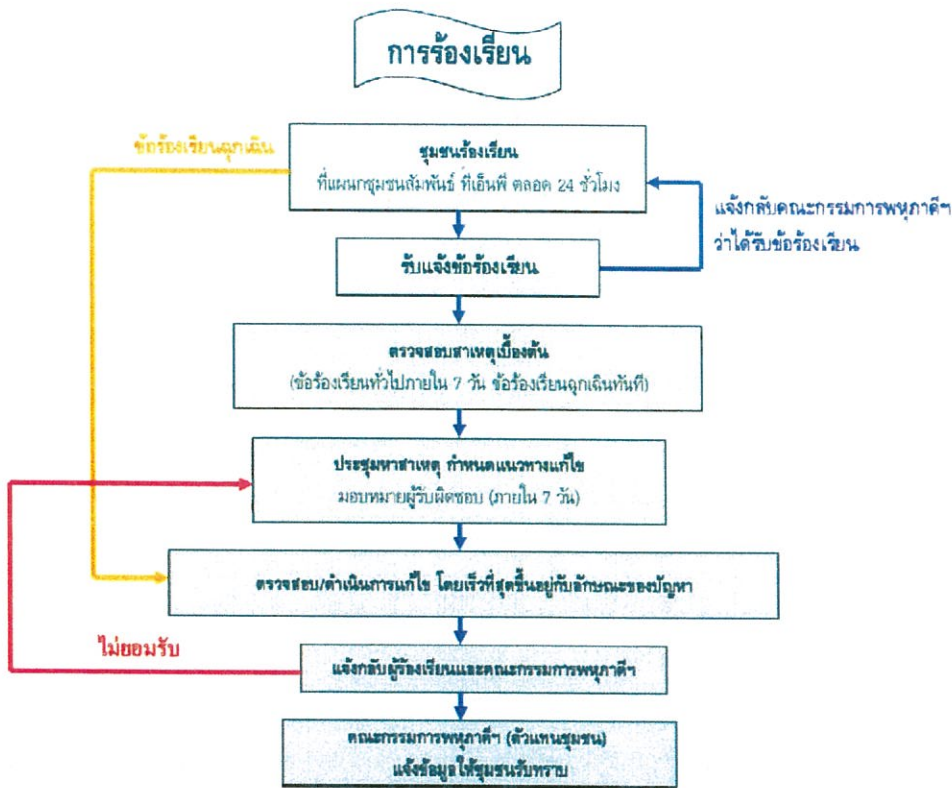 การร้องเรียน
ข้อร้องเรียนฉุกเฉิน
ชุมชนร้องเรียน
ที่แผนกชุมชนสัมพันธ์ ทีเอ็นพี ตลอด 24 ชั่วโมง
แจ้งกลับคณะกรรมการพหุภาคีฯ
ว่าได้รับข้อร้องเรียน
รับแจ้งข้อร้องเรียน
ตรวจสอบสาเหตุเบื้องต้น
(ข้อร้องเรียนทั่วไปภายใน 7 วัน ข้อร้องเรียนฉุกเฉินทันที)
ประชุมหาสาเหตุ กำหนดแนวทางแก้ไข
มอบหมายผู้รับผิดชอบ (ภายใน 7 วัน)
ตรวจสอบ/ดำเนินการแก้ไข โดยเร็วที่สุดขึ้นอยู่กับลักษณะของปัญหา
ไม่ยอมรับ
แจ้งกลับผู้ร้องเรียนและคณะกรรมการพหุภาคีฯ
คณะกรรมการพหุภาคีฯ (ตัวแทนชุมชน)
แจ้งข้อมูลให้ชุมชนรับทราบ